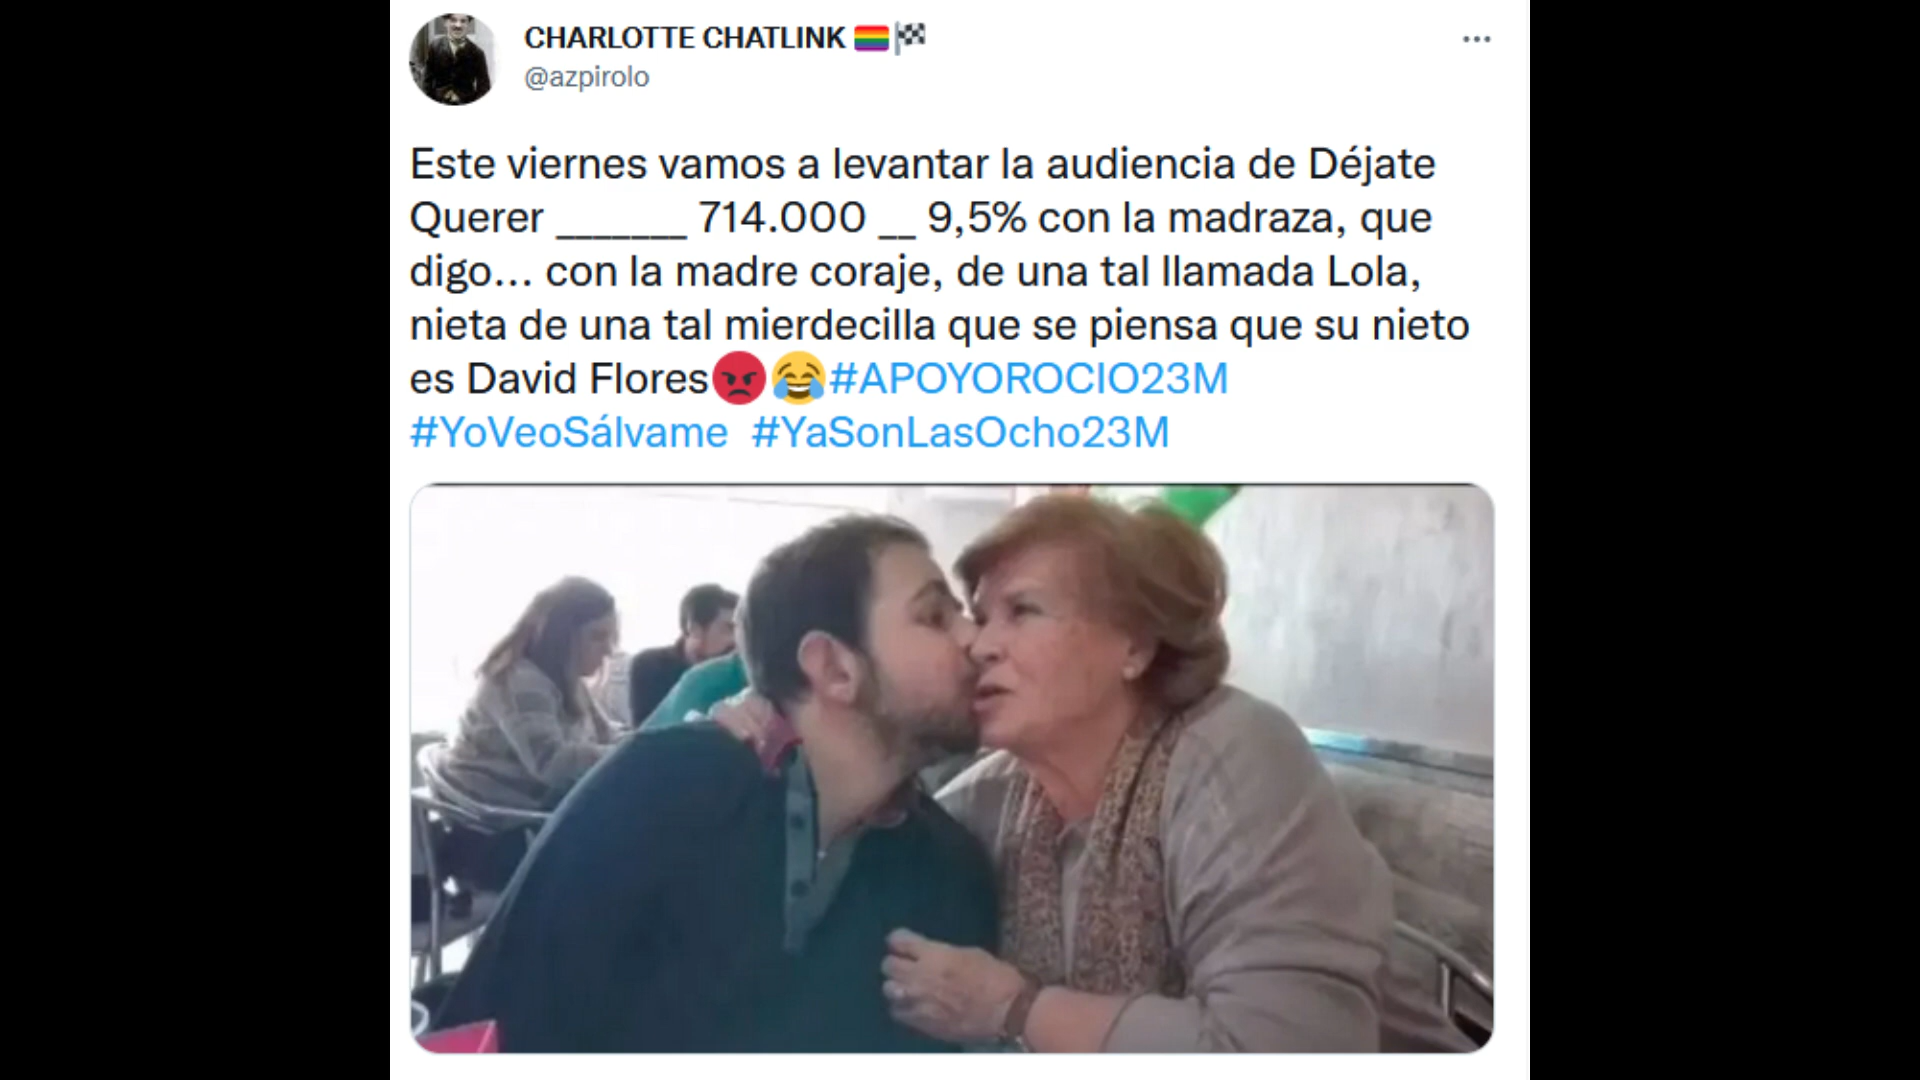 CHARLOTTE CHATLINK 🏳️‍🌈🏁
@azpirolo
Este viernes vamos a levantar la audiencia de Déjate
Querer _______ 714.000 __ 9,5% con la madraza, que
digo... con la madre coraje, de una tal llamada Lola,
nieta de una tal mierdecilla que se piensa que su nieto
es David Flores😡😂#APOYOROCIO23M
#YoVeoSálvame #YaSonLasOcho23M